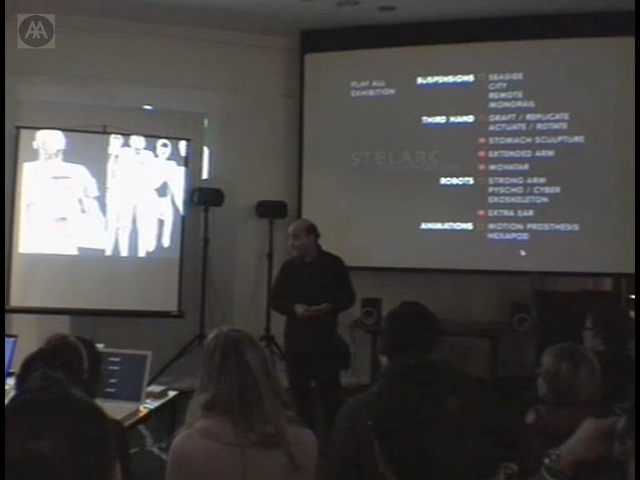 AA
PLAY ALL
EXHIBITION
STELARC
SUSPENSIONS
SEASIDE
CITY
REMOTE
MONORAIL
THIRD HAND
GRAFT / REPLICATE
ACTUATE / ROTATE
STOMACH SCULPTURE
EXTENDED ARM
MOVATAR
ROBOTS
STRONG ARM
PYSCHO / CYBER
EXOSKELETON
EXTRA EAR
ANIMATIONS
MOTION PROSTHESIS
HEXAPOD